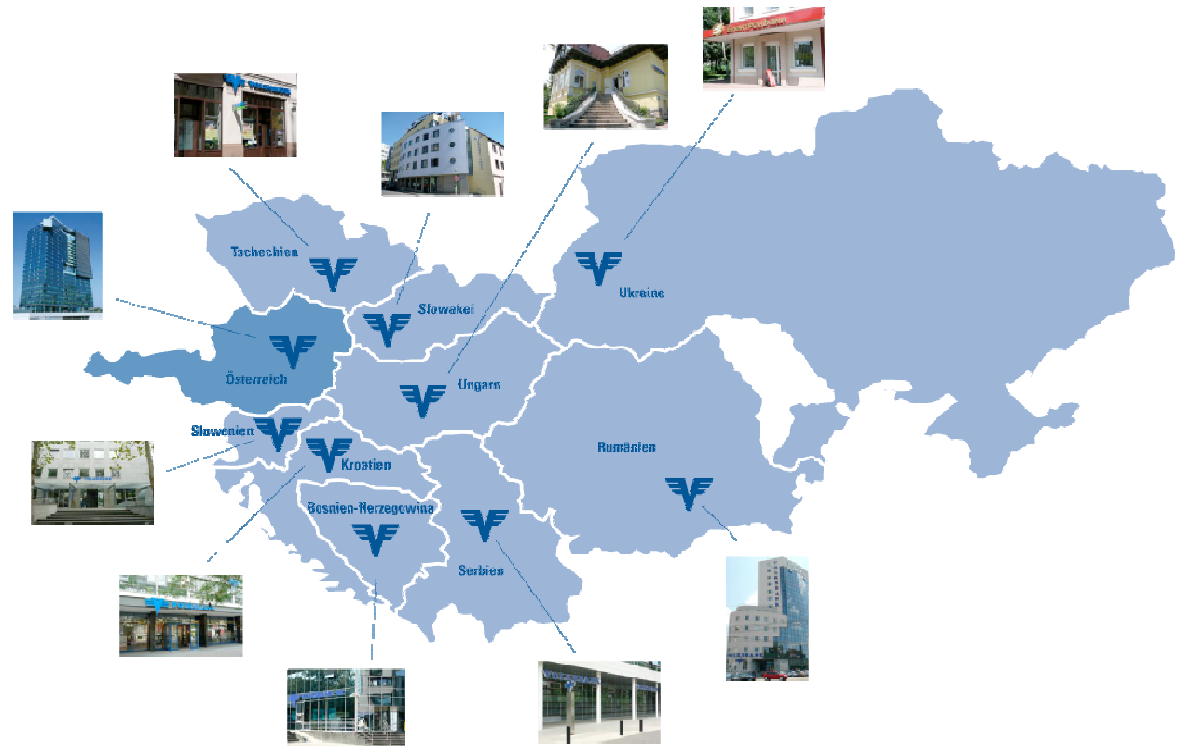 Tschechien
Slowakei
Ukraine
Österreich
Ungarn
Slowenien
Rumänien
Kroatien
Bosnien-Herzegowina
Serbien